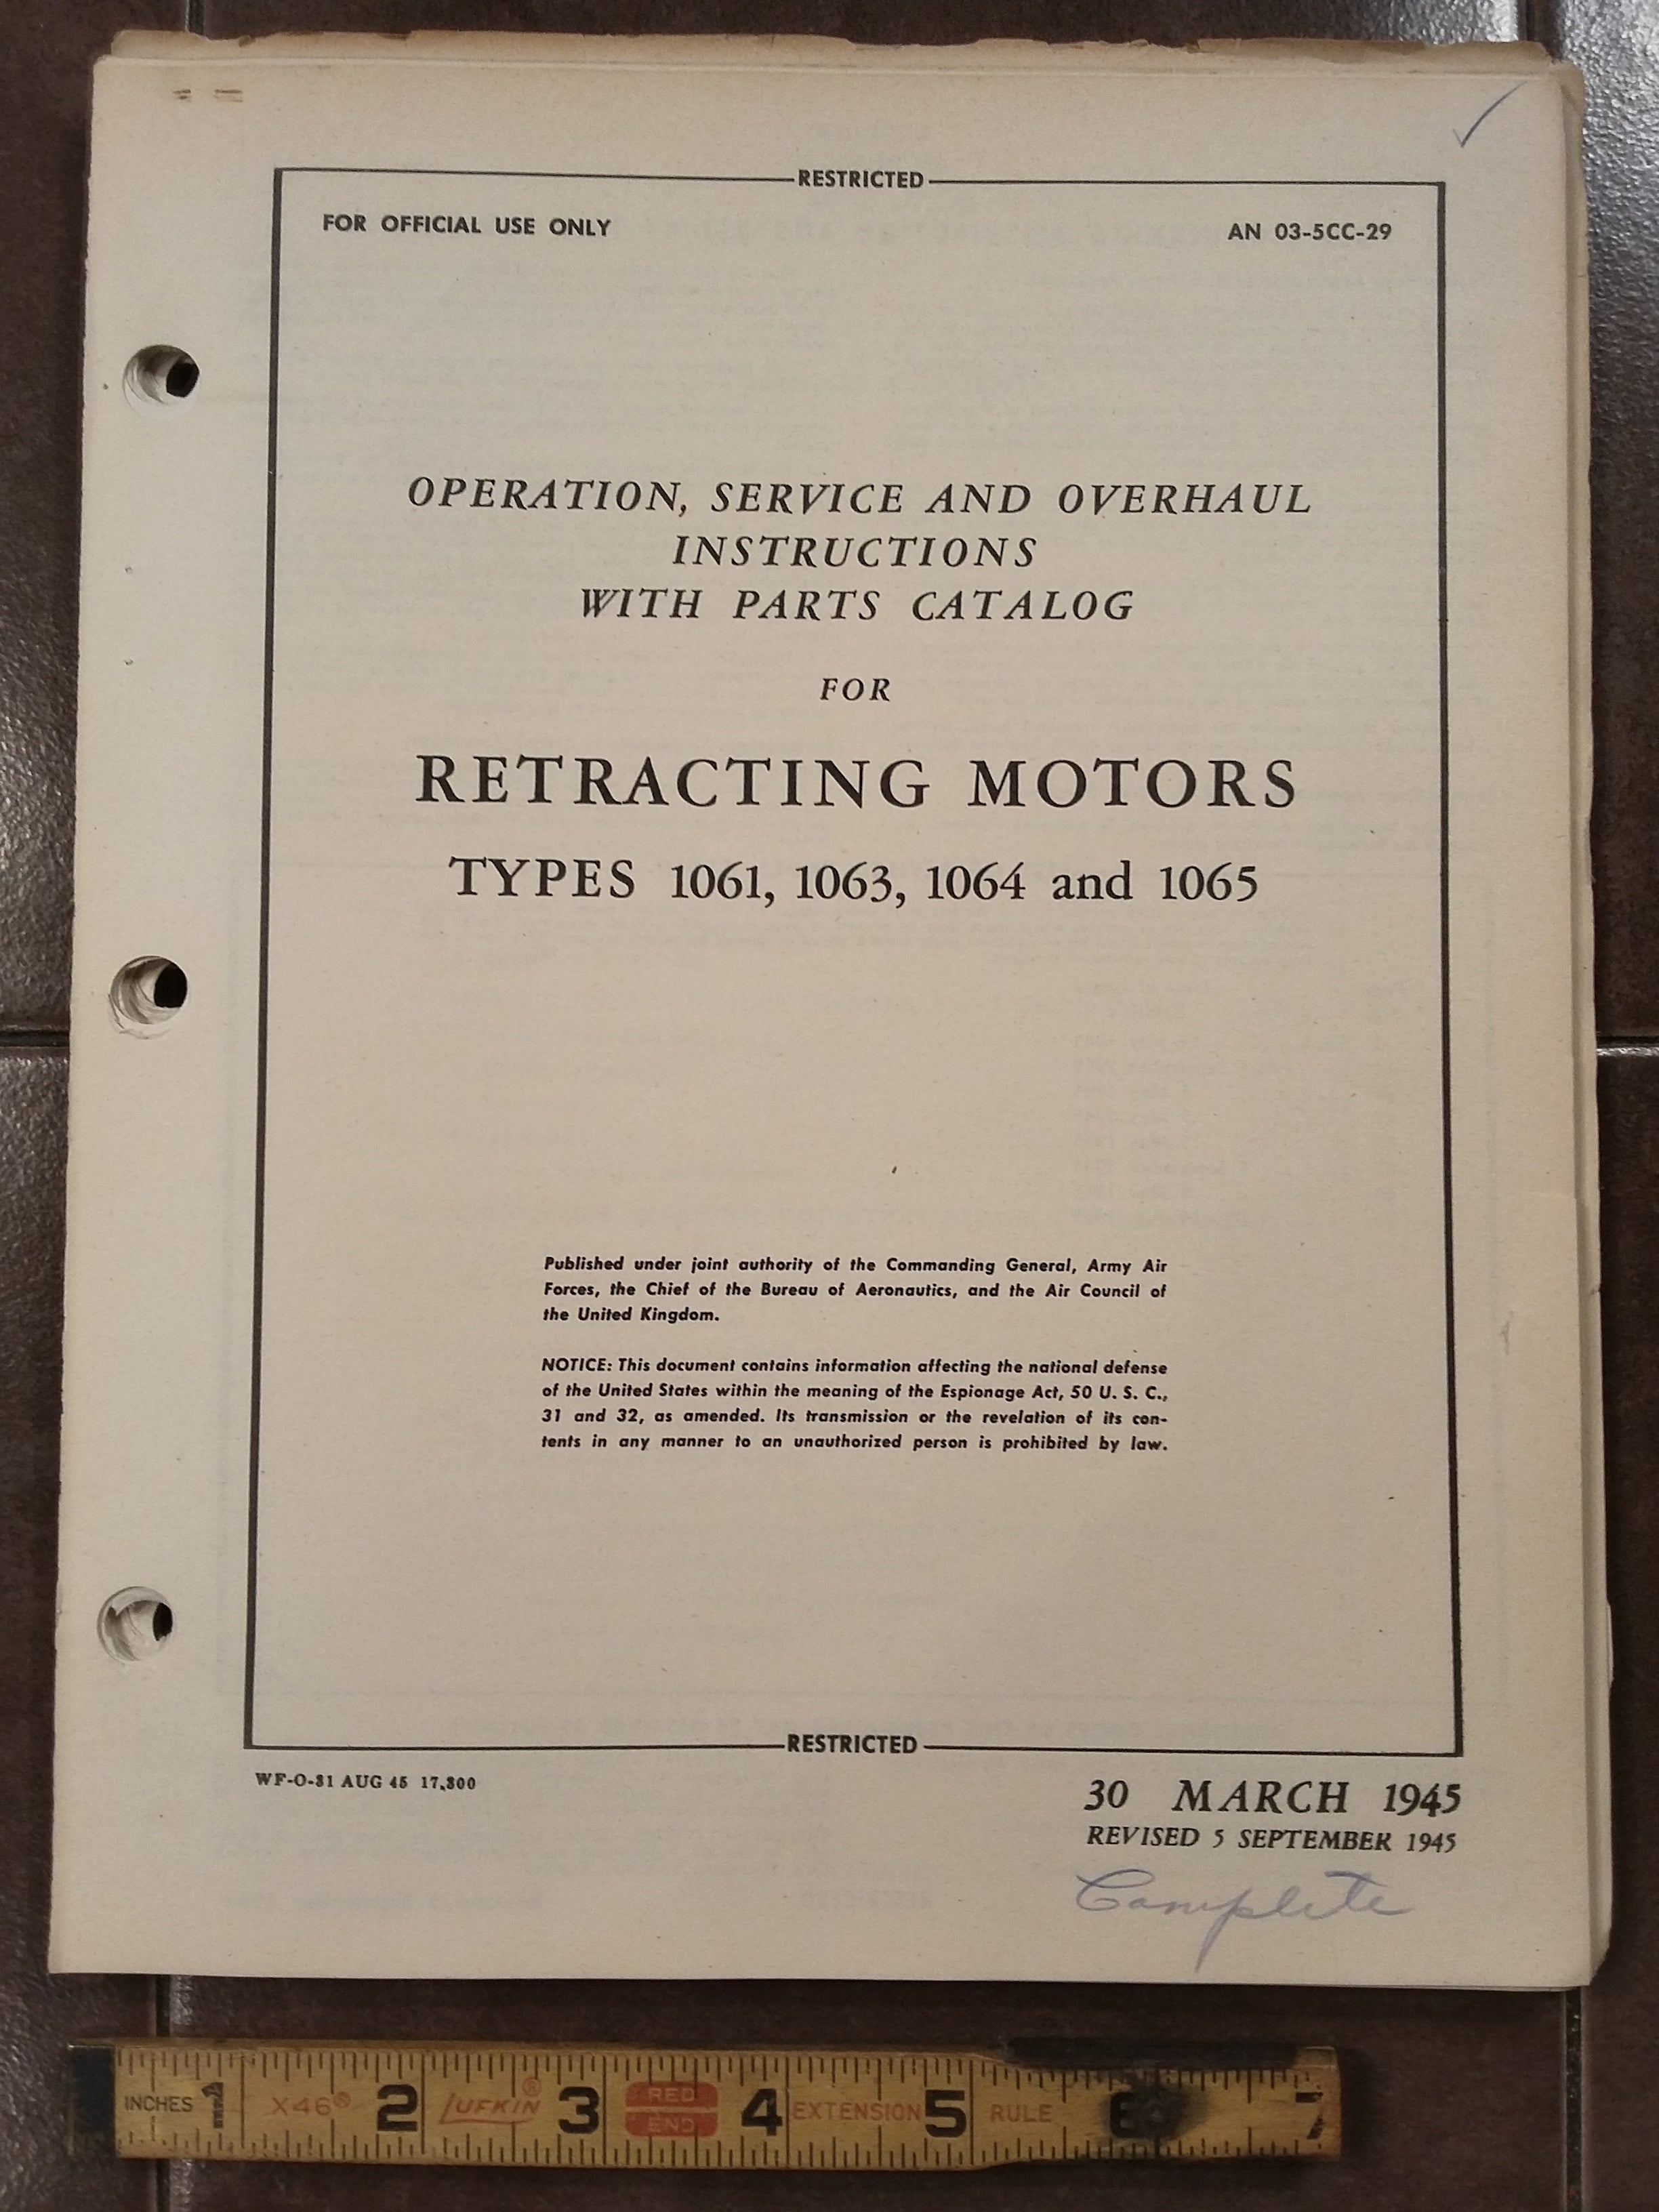 RESTRICTED
FOR OFFICIAL USE ONLY
AN 03-5CC-29
OPERATION, SERVICE AND OVERHAUL
INSTRUCTIONS
WITH PARTS CATALOG
FOR
RETRACTING MOTORS
TYPES 1061, 1063, 1064 and 1065
Published under joint authority of the Commanding General, Army Air
Forces, the Chief of the Bureau of Aeronautics, and the Air Council of
the United Kingdom.
NOTICE: This document contains information affecting the national defense
of the United States within the meaning of the Espionage Act, 50 U. S. C.,
31 and 32, as amended. Its transmission or the revelation of its con-
tents in any manner to an unauthorized person is prohibited by law.
RESTRICTED
WF-O-31 AUG 45 17,300
30 MARCH 1945
REVISED 5 SEPTEMBER 1945
Complete
INCHES 1 X46® 2 LUFKIN® 3 RED END 4 EXTENSION 5 RULE 6 7